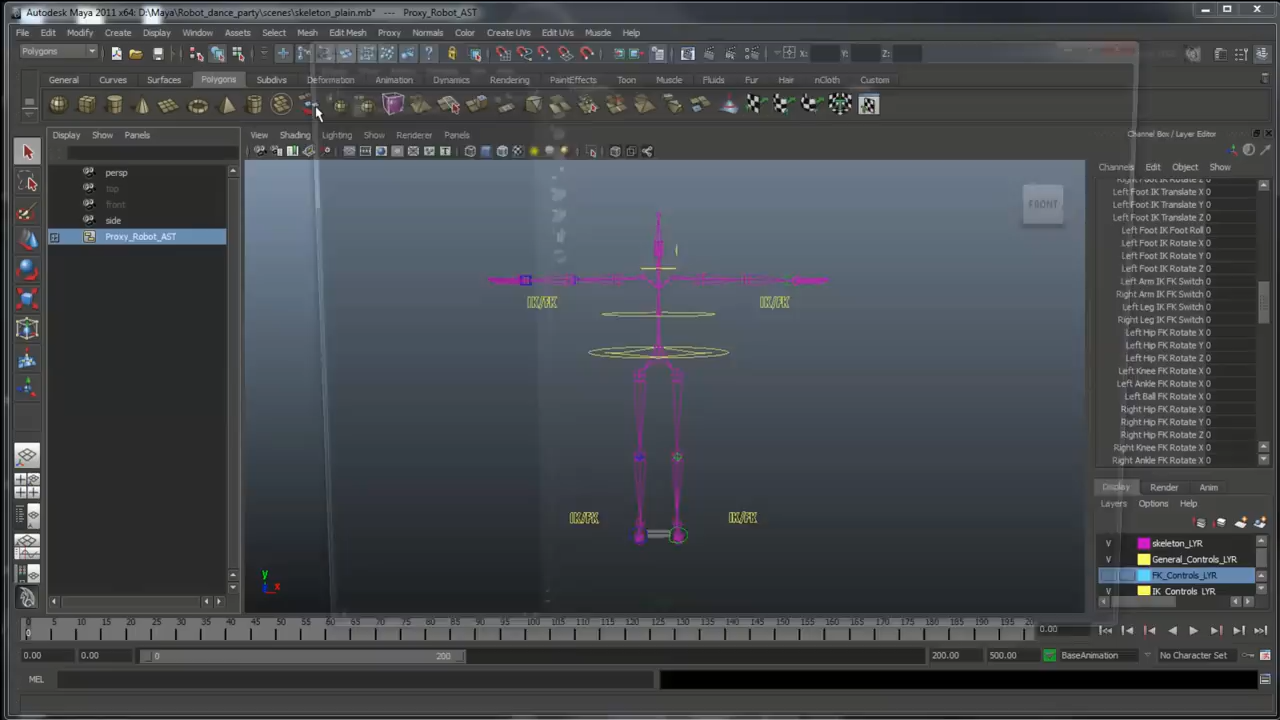 Autodesk Maya 2011 x64: D:\Maya\Robot_dance_party\scenes\skeleton_plain.mb* --- Proxy_Robot_AST
File Edit Modify Create Display Window Assets Select Mesh Edit Mesh Proxy Normals Color Create UVs Edit UVs Muscle Help
Polygons X: Y: Z:
General Curves Surfaces Polygons Subdivs Deformation Animation Dynamics Rendering PaintEffects Toon Muscle Fluids Fur Hair nCloth Custom
Display Show Panels
View Shading Lighting Show Renderer Panels
Channel Box / Layer Editor
Channels Edit Object Show
persp
top
front
side
Proxy_Robot_AST
FRONT
IK/FK IK/FK
IK/FK IK/FK
y
x
Right Foot IK Rotate Z 0
Left Foot IK Translate X 0
Left Foot IK Translate Y 0
Left Foot IK Translate Z 0
Left Foot IK Foot Roll 0
Left Foot IK Rotate X 0
Left Foot IK Rotate Y 0
Left Foot IK Rotate Z 0
Left Arm IK FK Switch 0
Right Arm IK FK Switch 0
Left Leg IK FK Switch 0
Right Leg IK FK Switch 0
Left Hip FK Rotate X 0
Left Hip FK Rotate Y 0
Left Hip FK Rotate Z 0
Left Knee FK Rotate X 0
Left Ankle FK Rotate X 0
Left Ball FK Rotate X 0
Right Hip FK Rotate X 0
Right Hip FK Rotate Y 0
Right Hip FK Rotate Z 0
Right Knee FK Rotate X 0
Right Ankle FK Rotate X 0
Display Render Anim
Layers Options Help
V skeleton_LYR
V General_Controls_LYR
FK_Controls_LYR
V IK_Controls_LYR
0 5 10 15 20 25 30 35 40 45 50 55 60 65 70 75 80 85 90 95 100 105 110 115 120 125 130 135 140 145 150 155 160 165 170 175 180 185 190 195 20
0 0.00
0.00 0.00 0 200 200.00 500.00 BaseAnimation No Character Set
MEL